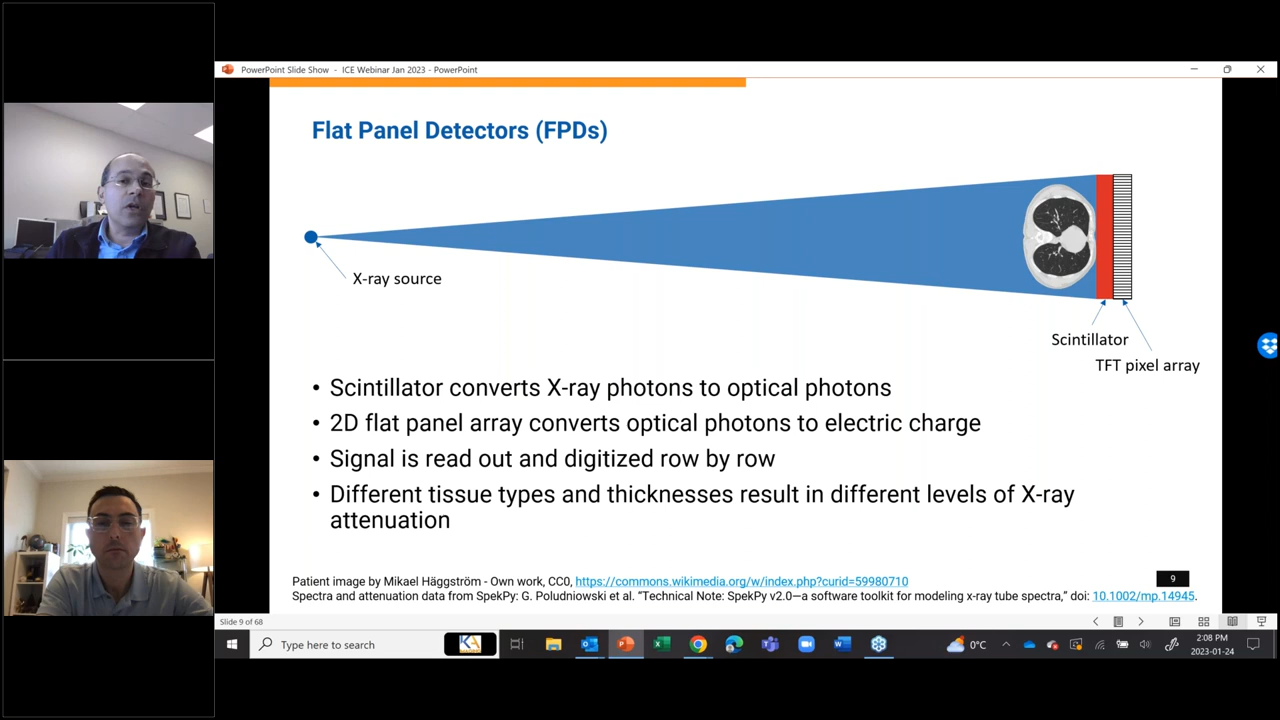 PowerPoint Slide Show - ICE Webinar Jan 2023 - PowerPoint
Flat Panel Detectors (FPDs)
X-ray source
Scintillator
TFT pixel array
• Scintillator converts X-ray photons to optical photons
• 2D flat panel array converts optical photons to electric charge
• Signal is read out and digitized row by row
• Different tissue types and thicknesses result in different levels of X-ray
attenuation
Patient image by Mikael Häggström - Own work, CC0, https://commons.wikimedia.org/w/index.php?curid=59980710
9
Spectra and attenuation data from SpekPy: G. Poludniowski et al. “Technical Note: SpekPy v2.0—a software toolkit for modeling x-ray tube spectra,” doi: 10.1002/mp.14945.
Slide 9 of 68
Type here to search
KA
0°C
2:08 PM
2023-01-24